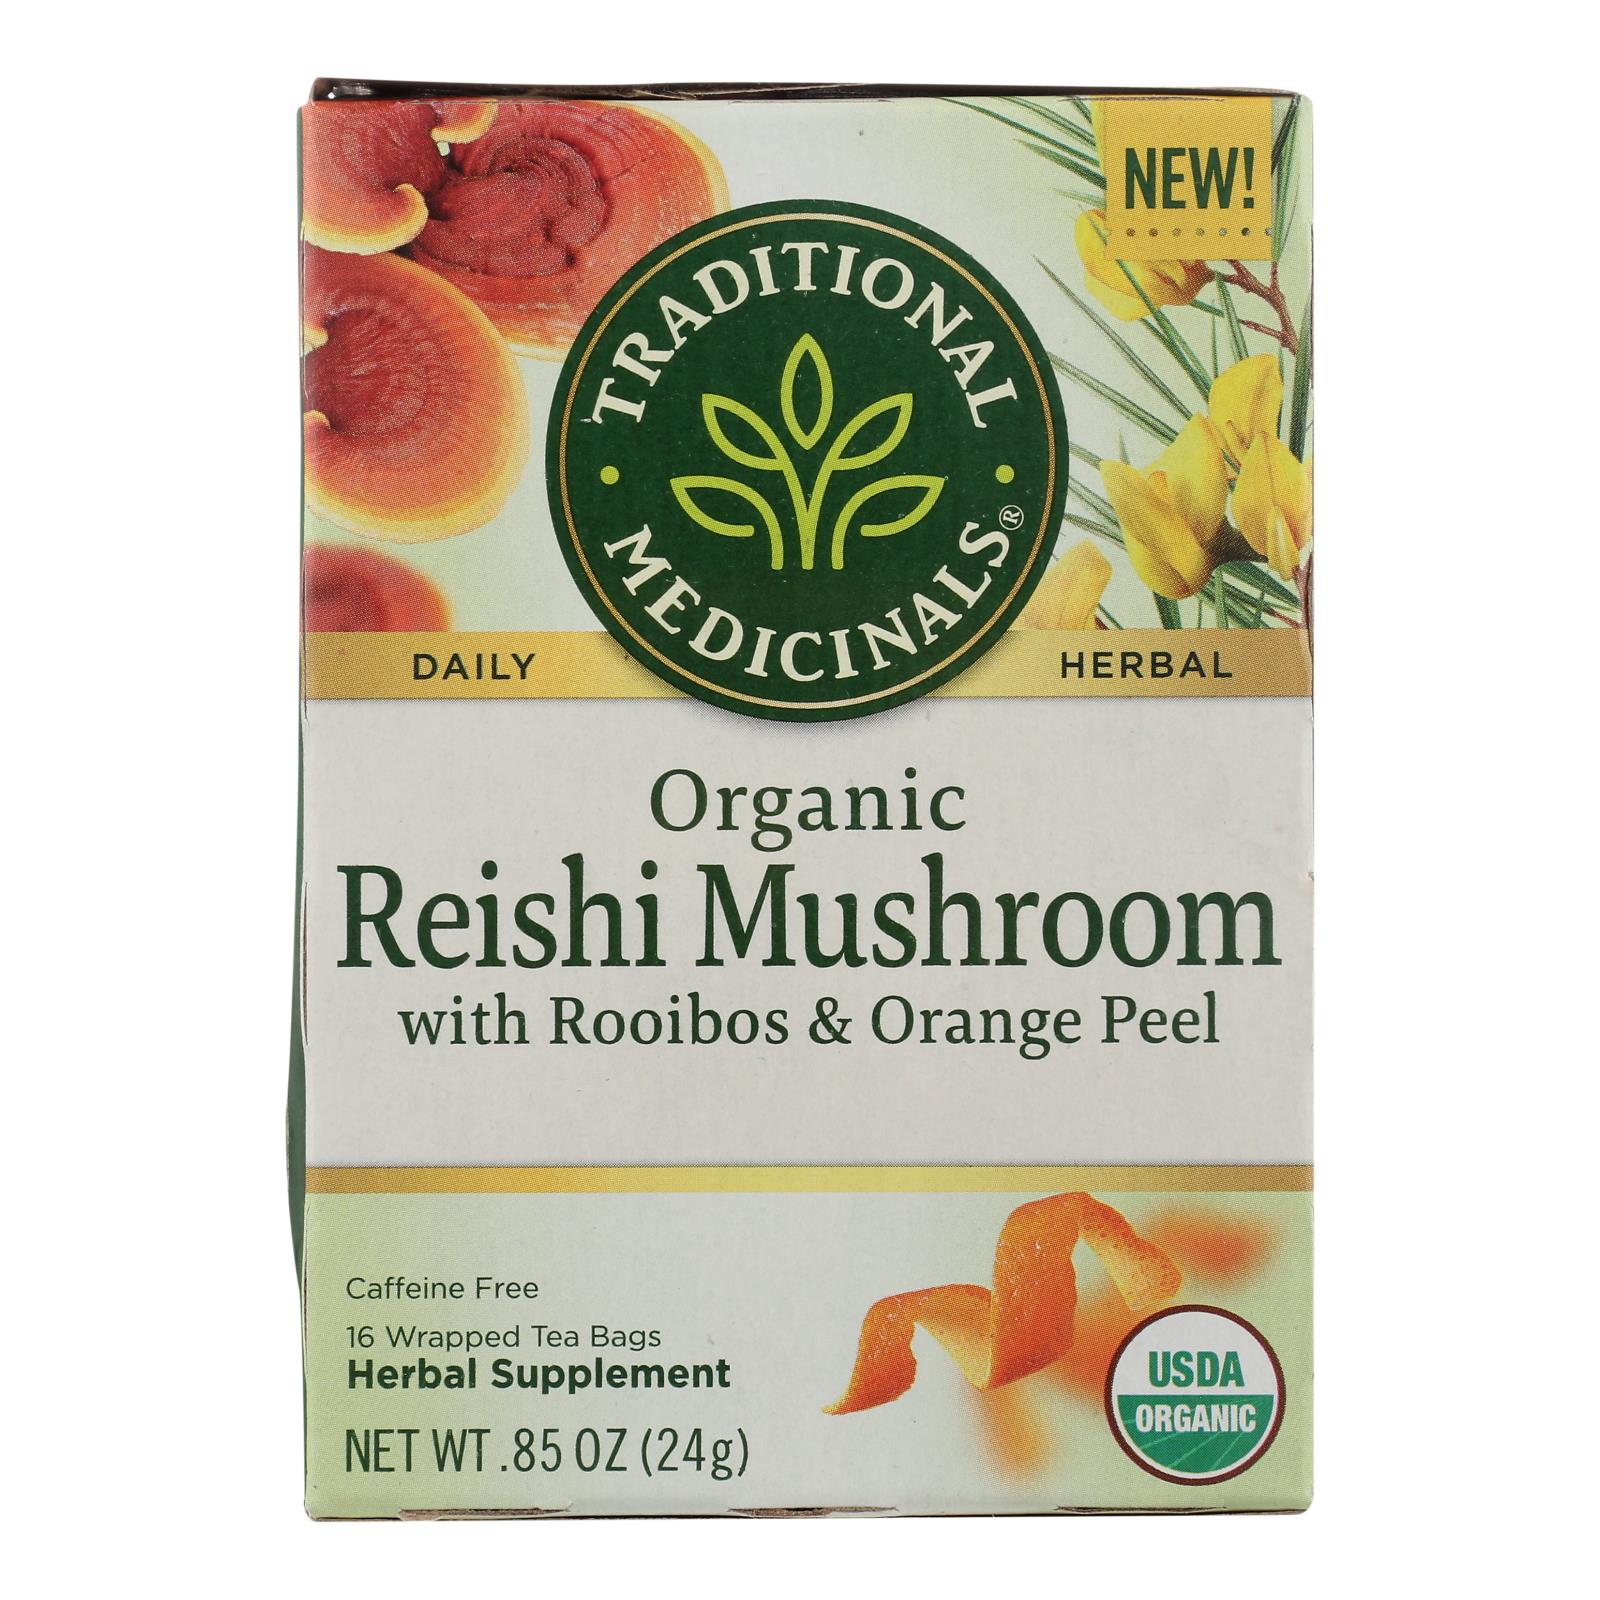 NEW!
TRADITIONAL
MEDICINALS®
DAILY
HERBAL
Organic
Reishi Mushroom
with Rooibos & Orange Peel
Caffeine Free
16 Wrapped Tea Bags
Herbal Supplement
NET WT .85 OZ (24g)
USDA
ORGANIC